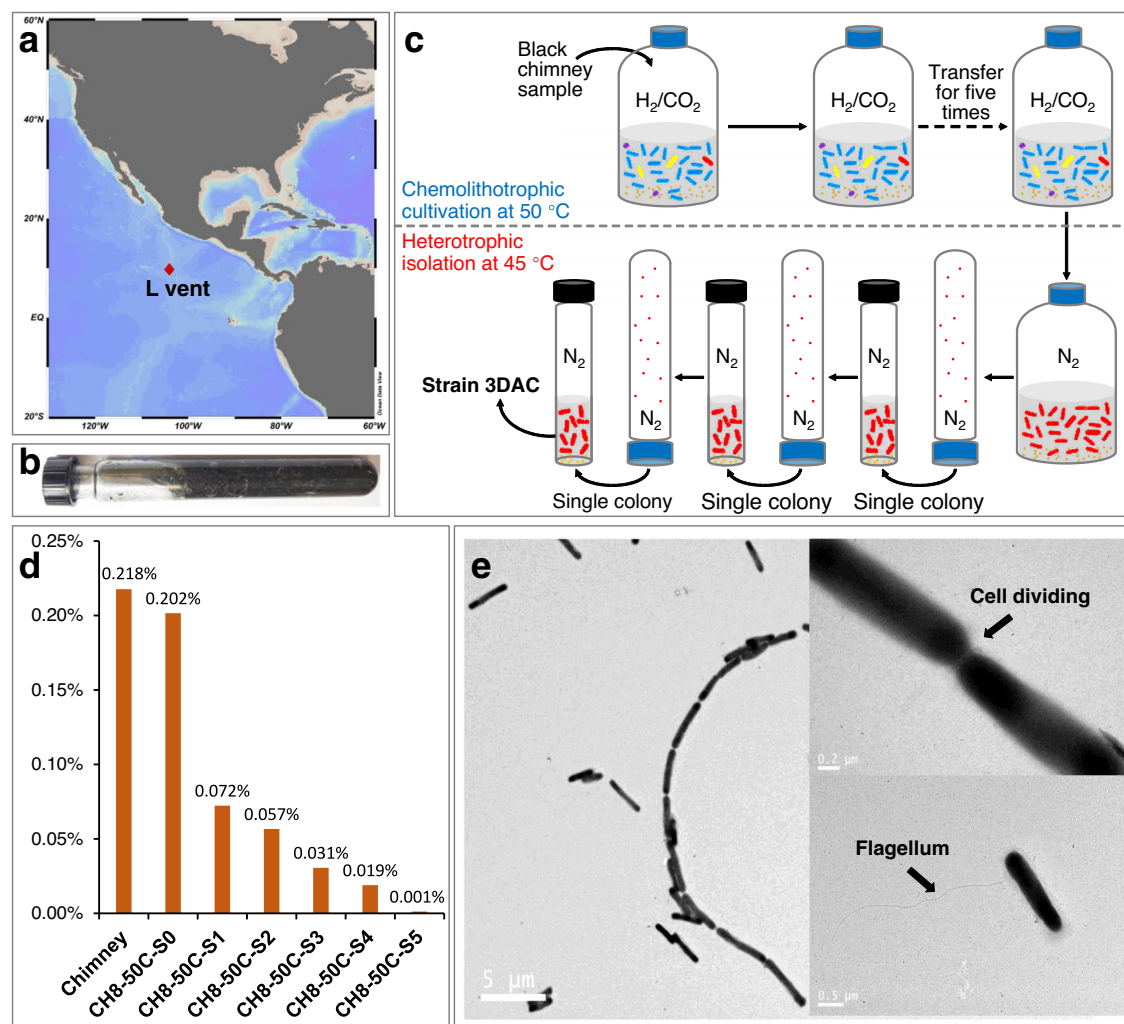 a
60°N
40°N
20°N
EQ
20°S
120°W
100°W
80°W
60°W
L vent
Ocean Data View
b
c
Black
chimney
sample
H2/CO2
H2/CO2
Transfer
for five
times
H2/CO2
Chemolithotrophic
cultivation at 50 °C
Heterotrophic
isolation at 45 °C
N2
N2
N2
N2
N2
N2
N2
Strain 3DAC
Single colony
Single colony
Single colony
d
0.25%
0.20%
0.15%
0.10%
0.05%
0.00%
0.218%
0.202%
0.072%
0.057%
0.031%
0.019%
0.001%
Chimney
CH8-50C-S0
CH8-50C-S1
CH8-50C-S2
CH8-50C-S3
CH8-50C-S4
CH8-50C-S5
e
5 µm
Cell dividing
0.2 µm
Flagellum
0.5 µm